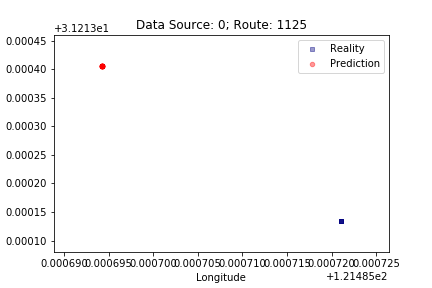 Data Source: 0; Route: 1125
+3.1213e1
0.00045
0.00040
0.00035
0.00030
0.00025
0.00020
0.00015
0.00010
Reality
Prediction
0.000690 0.000695 0.000700 0.000705 0.000710 0.000715 0.000720 0.000725
Longitude
+1.21485e2